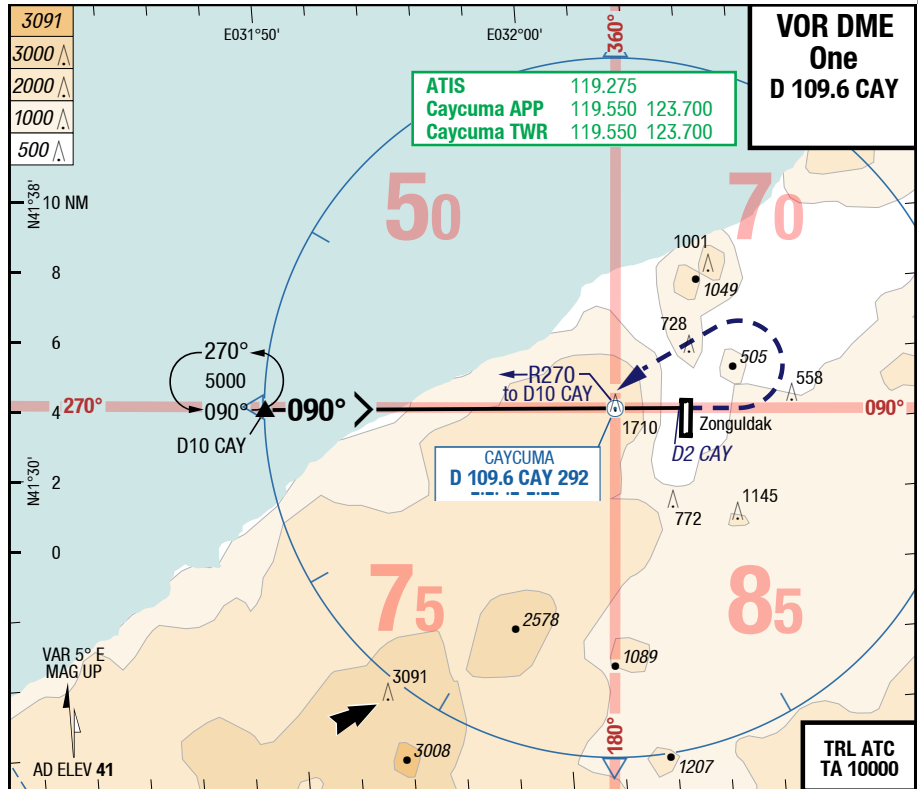 3091
3000
2000
1000
500
E031°50'
E032°00'
360°
VOR DME
One
D 109.6 CAY
ATIS 119.275
Caycuma APP 119.550 123.700
Caycuma TWR 119.550 123.700
N41°38'
10 NM
50
70
1001
1049
8
728
6
505
558
270°
5000
090°
D10 CAY
R270
to D10 CAY
4
270°
090°
090°
1710
Zonguldak
D2 CAY
CAYCUMA
D 109.6 CAY 292
N41°30'
2
772
1145
0
75
85
2578
1089
VAR 5° E
MAG UP
3091
3008
180°
1207
AD ELEV 41
TRL ATC
TA 10000